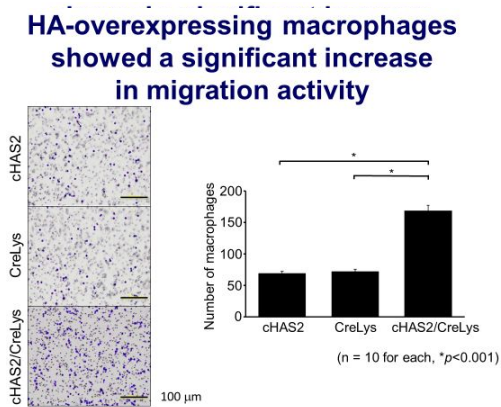 HA-overexpressing macrophages
showed a significant increase
in migration activity
cHAS2
CreLys
cHAS2/CreLys
100 μm
*
*
Number of macrophages
200
150
100
50
0
cHAS2
CreLys
cHAS2/CreLys
(n = 10 for each, *p<0.001)